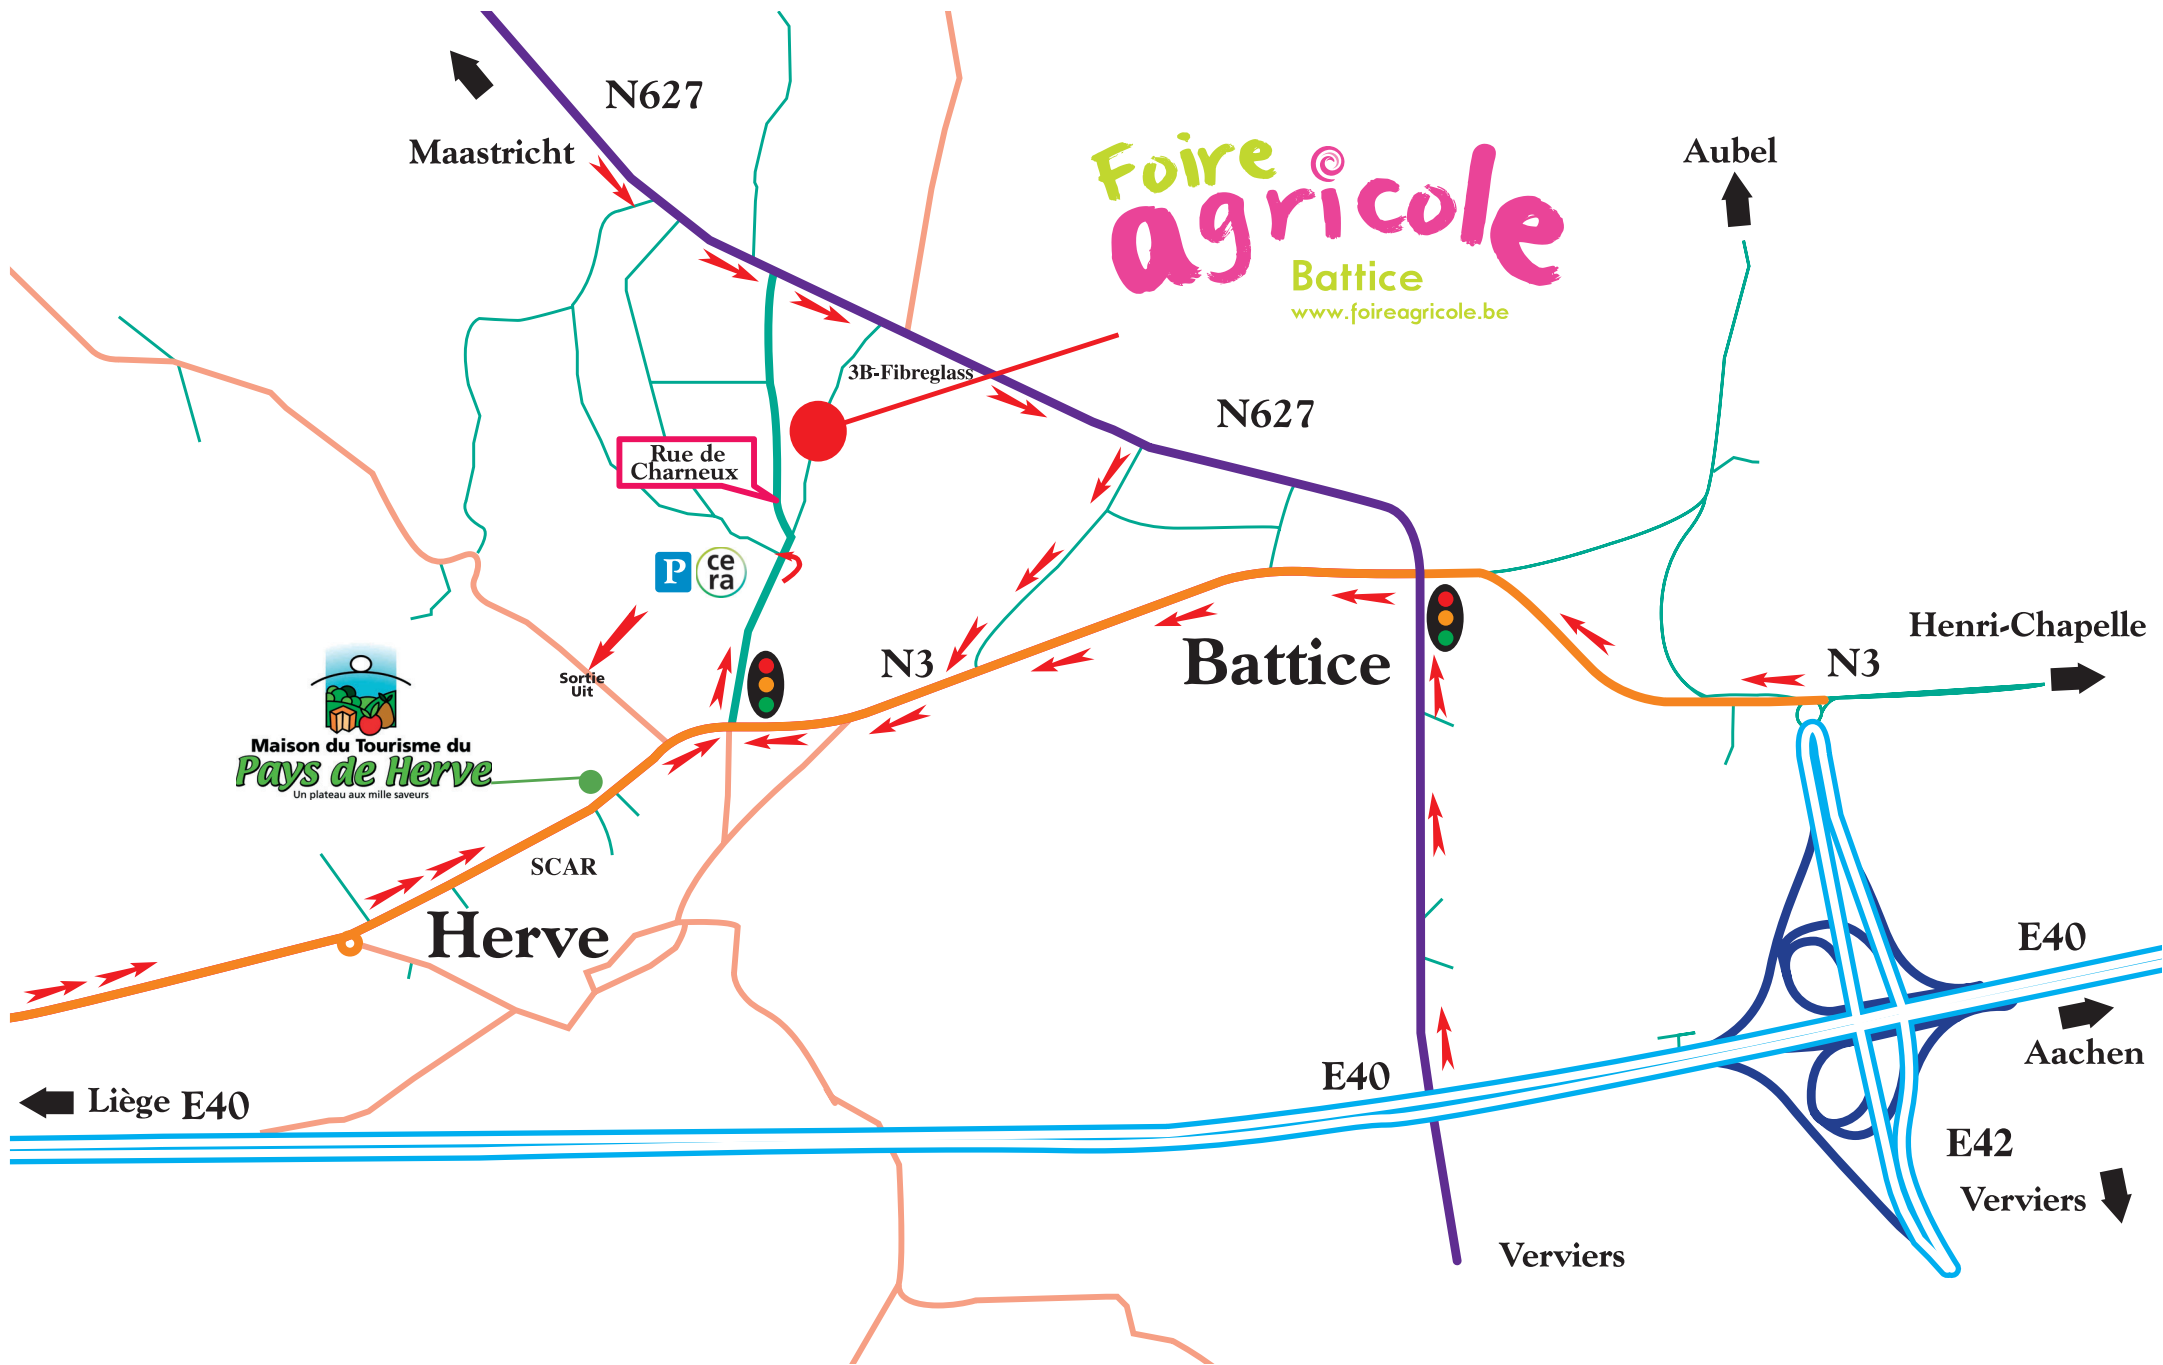 N627
Maastricht
Foire
agricole
Battice
www.foireagricole.be
Aubel
3B-Fibreglass
N627
Rue de
Charneux
P
ce
ra
Sortie
Uit
N3
Battice
Henri-Chapelle
N3
Maison du Tourisme du
Pays de Herve
Un plateau aux mille saveurs
SCAR
Herve
E40
Aachen
E40
Liège E40
E42
Verviers
Verviers